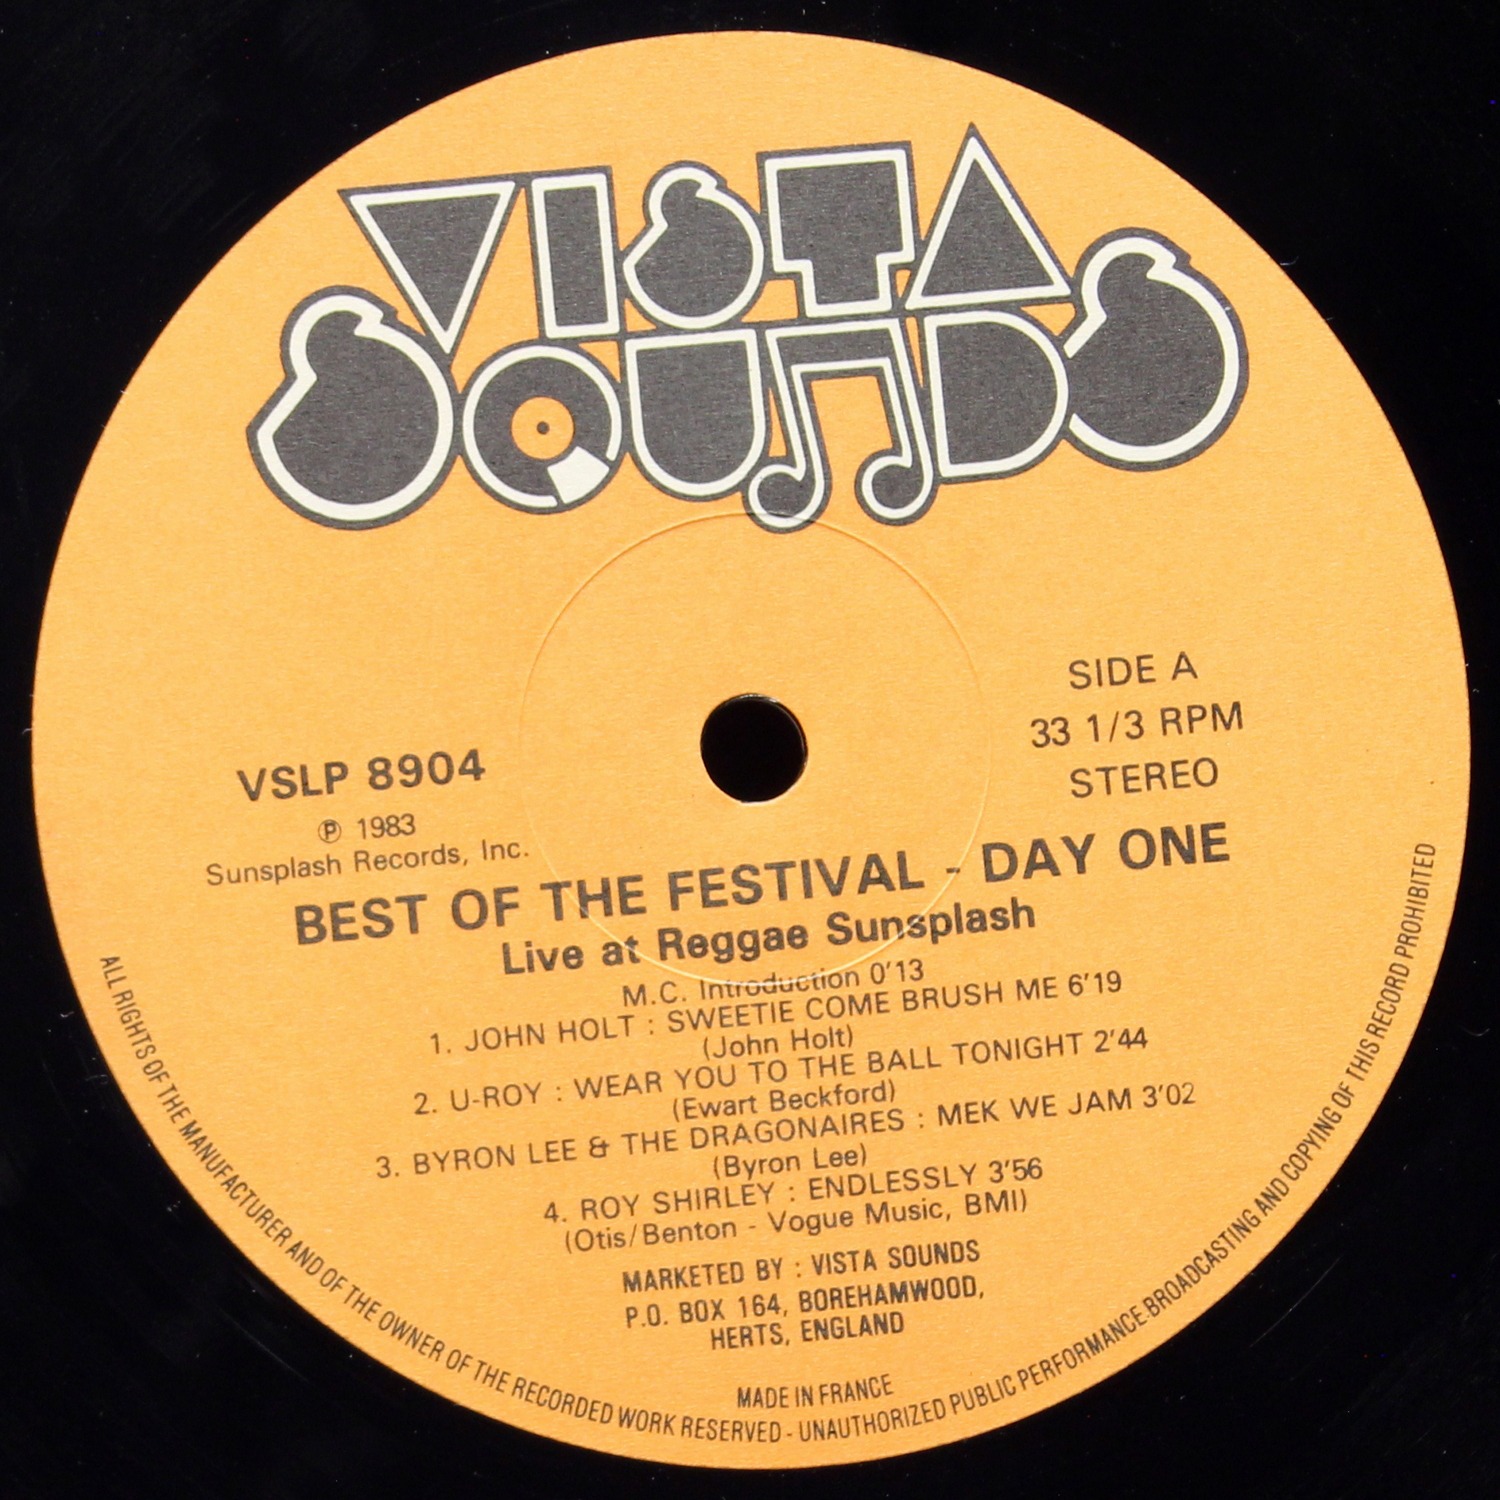 VISTA
SOUNDS
SIDE A
33 1/3 RPM
STEREO
VSLP 8904
℗ 1983
Sunsplash Records, Inc.
BEST OF THE FESTIVAL - DAY ONE
Live at Reggae Sunsplash
M.C. Introduction 0'13
1. JOHN HOLT : SWEETIE COME BRUSH ME 6'19
(John Holt)
2. U-ROY : WEAR YOU TO THE BALL TONIGHT 2'44
(Ewart Beckford)
3. BYRON LEE & THE DRAGONAIRES : MEK WE JAM 3'02
(Byron Lee)
4. ROY SHIRLEY : ENDLESSLY 3'56
(Otis/Benton - Vogue Music, BMI)
MARKETED BY : VISTA SOUNDS
P.O. BOX 164, BOREHAMWOOD,
HERTS, ENGLAND
MADE IN FRANCE
ALL RIGHTS OF THE MANUFACTURER AND OF THE OWNER OF THE RECORDED WORK RESERVED - UNAUTHORIZED PUBLIC PERFORMANCE.BROADCASTING AND COPYING OF THIS RECORD PROHIBITED